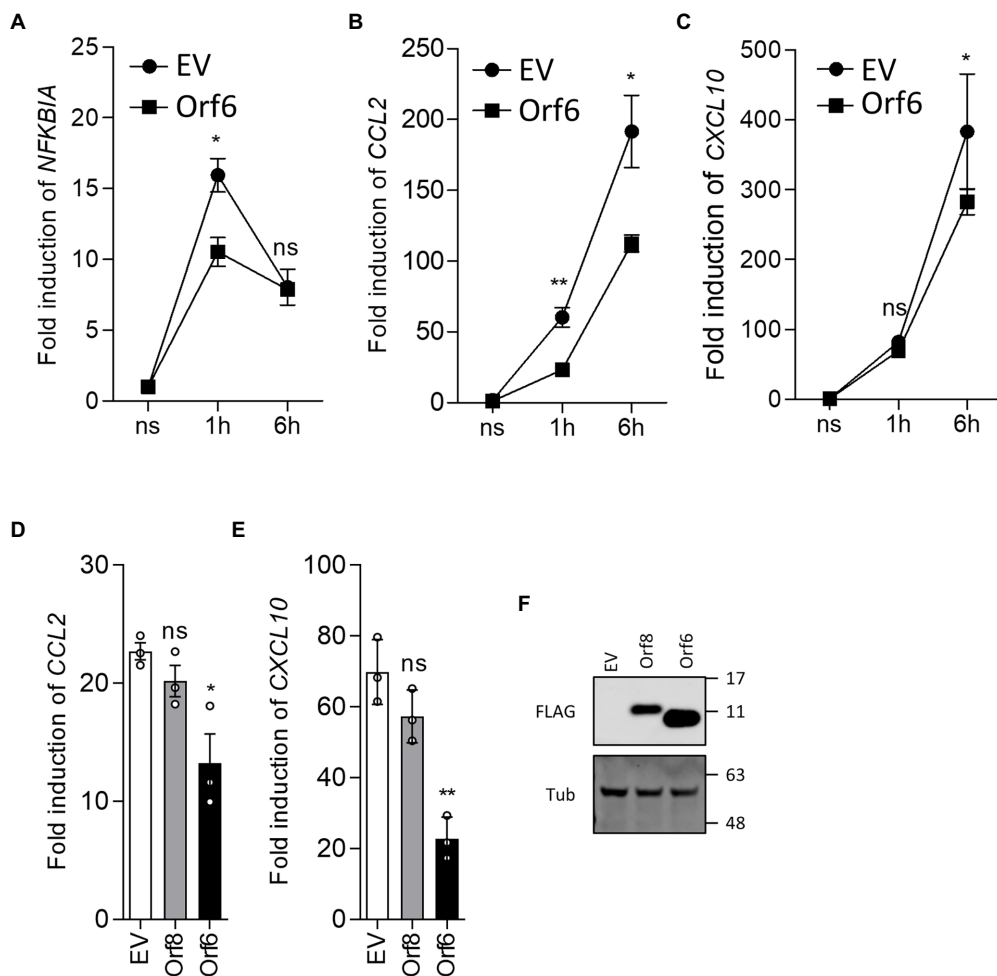 A
Fold induction of NFKBIA
25
20
15
10
5
0
EV
Orf6
*
ns
ns
1h
6h
B
Fold induction of CCL2
250
200
150
100
50
0
EV
Orf6
**
*
ns
1h
6h
C
Fold induction of CXCL10
500
400
300
200
100
0
EV
Orf6
ns
*
ns
1h
6h
D
Fold induction of CCL2
30
20
10
0
ns
*
EV
Orf8
Orf6
E
Fold induction of CXCL10
100
80
60
40
20
0
ns
**
EV
Orf8
Orf6
F
EV
Orf8
Orf6
FLAG
17
11
Tub
63
48